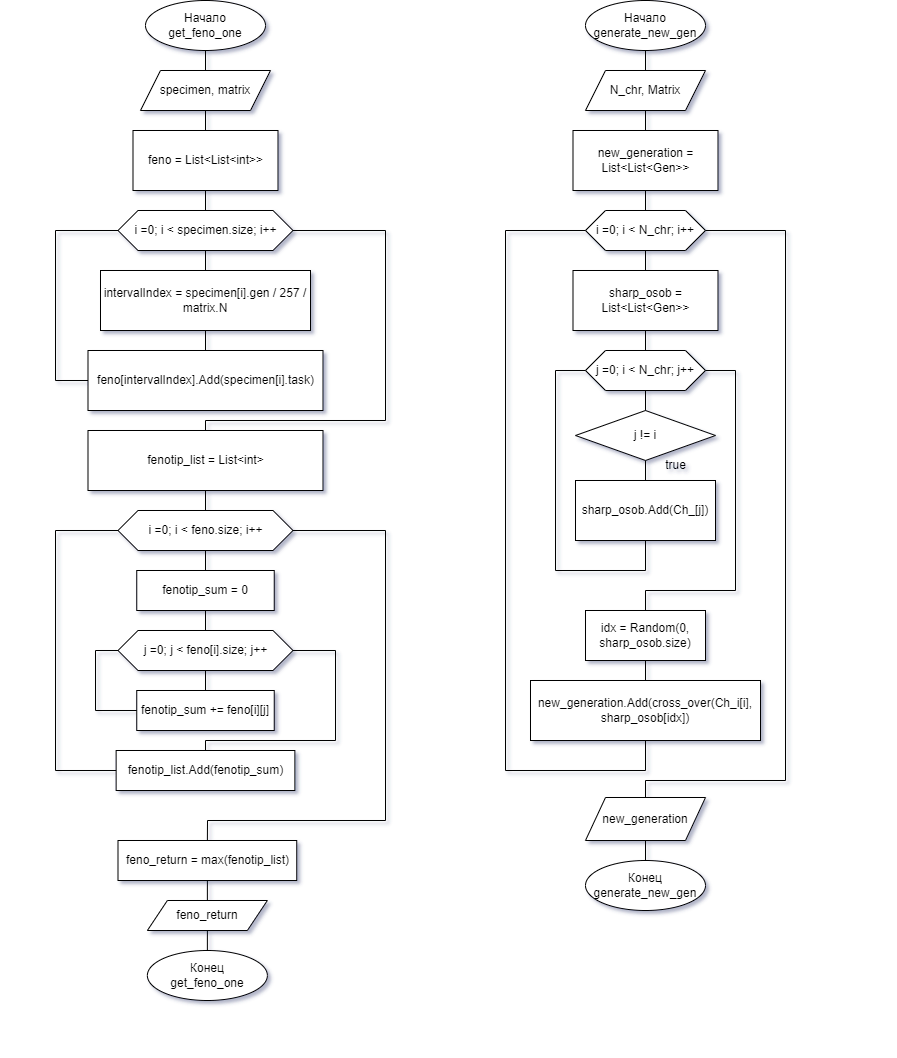 Начало
get_feno_one
specimen, matrix
feno = List<List<int>>
i =0; i < specimen.size; i++
intervalIndex = specimen[i].gen / 257 /
matrix.N
feno[intervalIndex].Add(specimen[i].task)
fenotip_list = List<int>
i =0; i < feno.size; i++
fenotip_sum = 0
j =0; j < feno[i].size; j++
fenotip_sum += feno[i][j]
fenotip_list.Add(fenotip_sum)
feno_return = max(fenotip_list)
feno_return
Конец
get_feno_one
Начало
generate_new_gen
N_chr, Matrix
new_generation =
List<List<Gen>>
i =0; i < N_chr; i++
sharp_osob =
List<List<Gen>>
j =0; i < N_chr; j++
j != i
true
sharp_osob.Add(Ch_[j])
idx = Random(0,
sharp_osob.size)
new_generation.Add(cross_over(Ch_i[i],
sharp_osob[idx])
new_generation
Конец
generate_new_gen